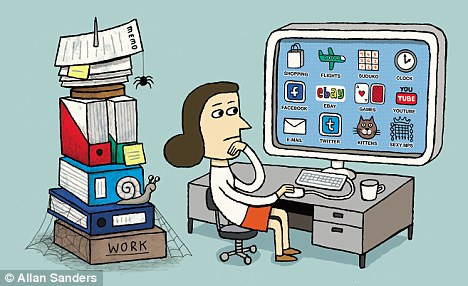 MEMO
WORK
SHOPPING
FLIGHTS
SUDUKO
CLOCK
f
ebay
You
TUBE
FACEBOOK
EBAY
GAMES
YOUTUBE
t
E-MAIL
TWITTER
KITTENS
SEXY MPS
© Allan Sanders